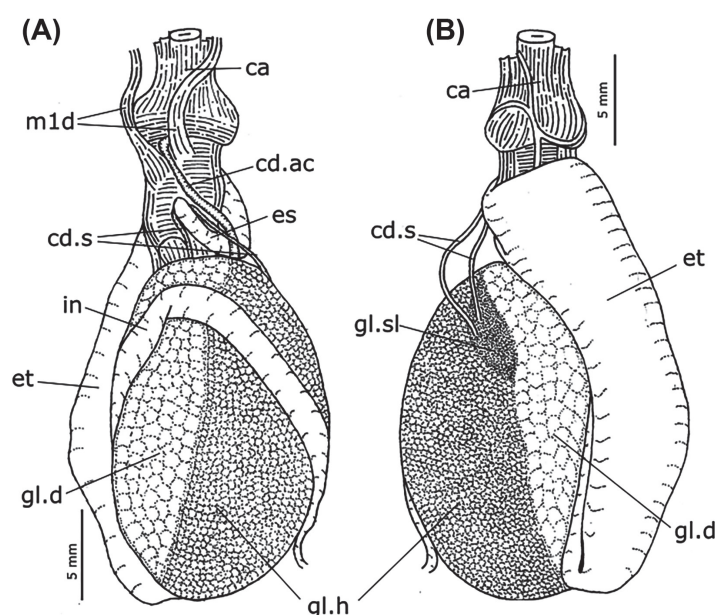 (A)
ca
m1d
cd.ac
es
cd.s
in
et
gl.d
5 mm
gl.h
(B)
ca
5 mm
cd.s
et
gl.sl
gl.d